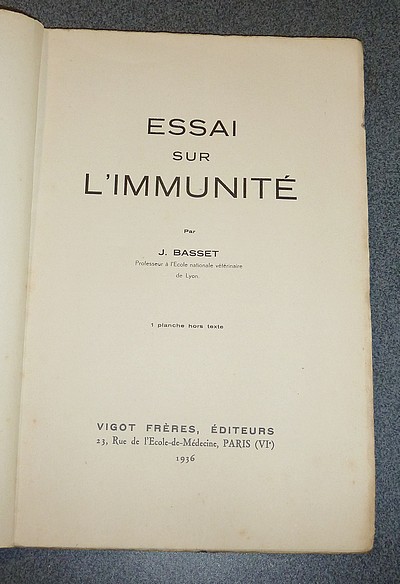 ESSAI
SUR
L'IMMUNITÉ
Par
J. BASSET
Professeur à l'Ecole nationale vétérinaire
de Lyon.
1 planche hors texte
VIGOT FRÈRES, ÉDITEURS
23, Rue de l'Ecole-de-Médecine, PARIS (VIe)
1936